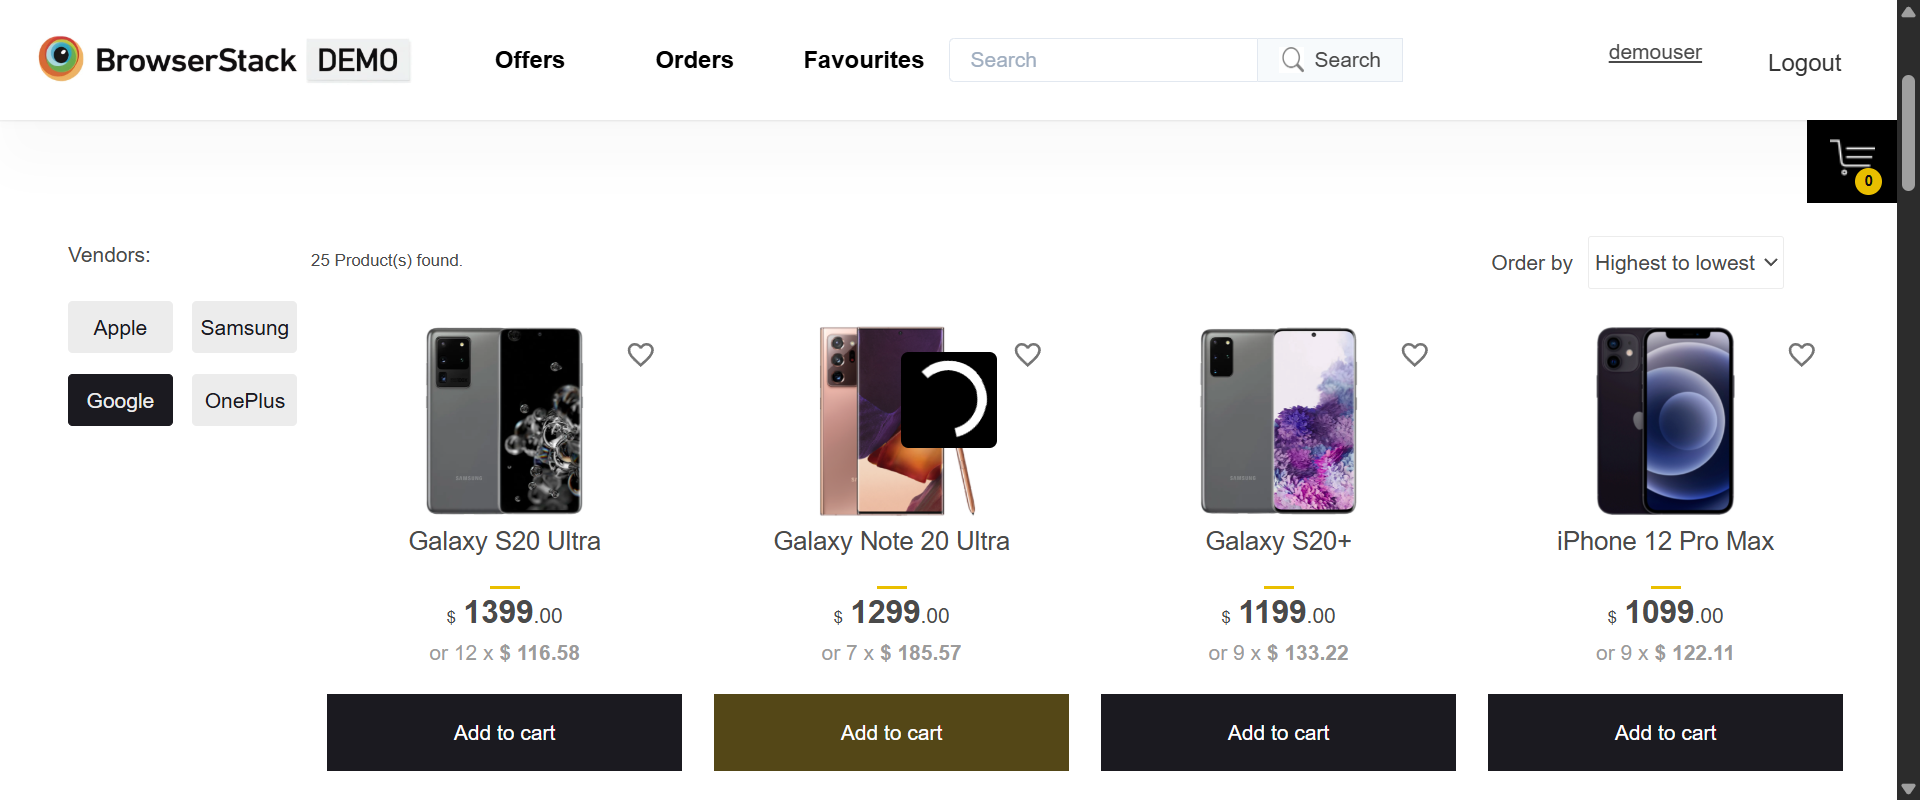 BrowserStack DEMO Offers Orders Favourites Search Search demouser Logout
0
Vendors: 25 Product(s) found. Order by Highest to lowest
Apple Samsung
Google OnePlus
SAMSUNG SAMSUNG
Galaxy S20 Ultra Galaxy Note 20 Ultra Galaxy S20+ iPhone 12 Pro Max
$ 1399.00 $ 1299.00 $ 1199.00 $ 1099.00
or 12 x $ 116.58 or 7 x $ 185.57 or 9 x $ 133.22 or 9 x $ 122.11
Add to cart Add to cart Add to cart Add to cart